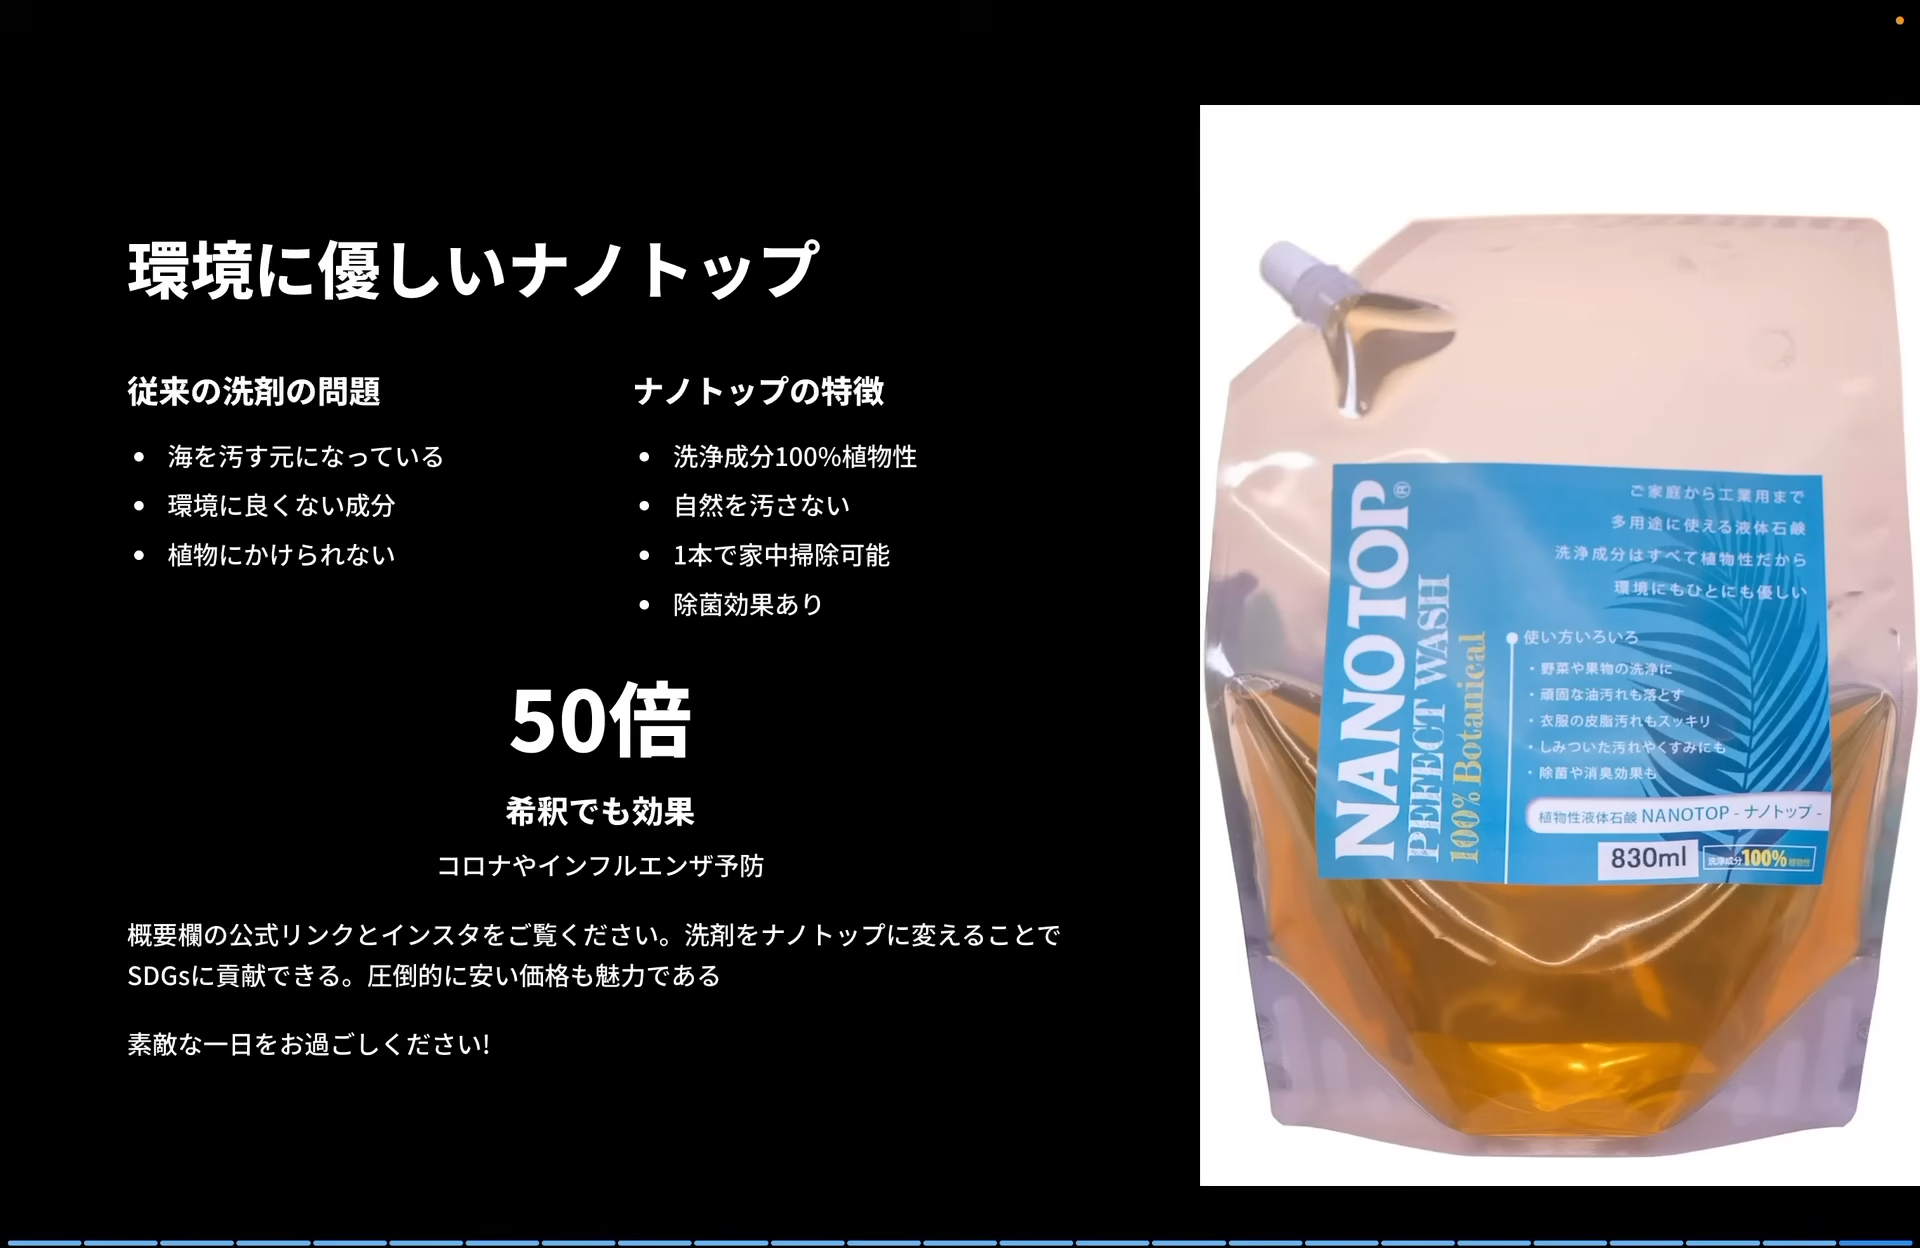 環境に優しいナノトップ
従来の洗剤の問題
海を汚す元になっている
環境に良くない成分
植物にかけられない
ナノトップの特徴
洗浄成分100%植物性
自然を汚さない
1本で家中掃除可能
除菌効果あり
50倍
希釈でも効果
コロナやインフルエンザ予防
概要欄の公式リンクとインスタをご覧ください。洗剤をナノトップに変えることで
SDGsに貢献できる。圧倒的に安い価格も魅力である
素敵な一日をお過ごしください!
NANOTOP®
PEFECT WASH
100% Botanical
ご家庭から工業用まで
多用途に使える液体石鹸
洗浄成分はすべて植物性だから
環境にもひとにも優しい
使い方いろいろ
・野菜や果物の洗浄に
・頑固な油汚れも落とす
・衣服の皮脂汚れもスッキリ
・しみついた汚れやくすみにも
・除菌や消臭効果も
植物性液体石鹸 NANOTOP - ナノトップ -
830ml
洗浄成分100%植物性